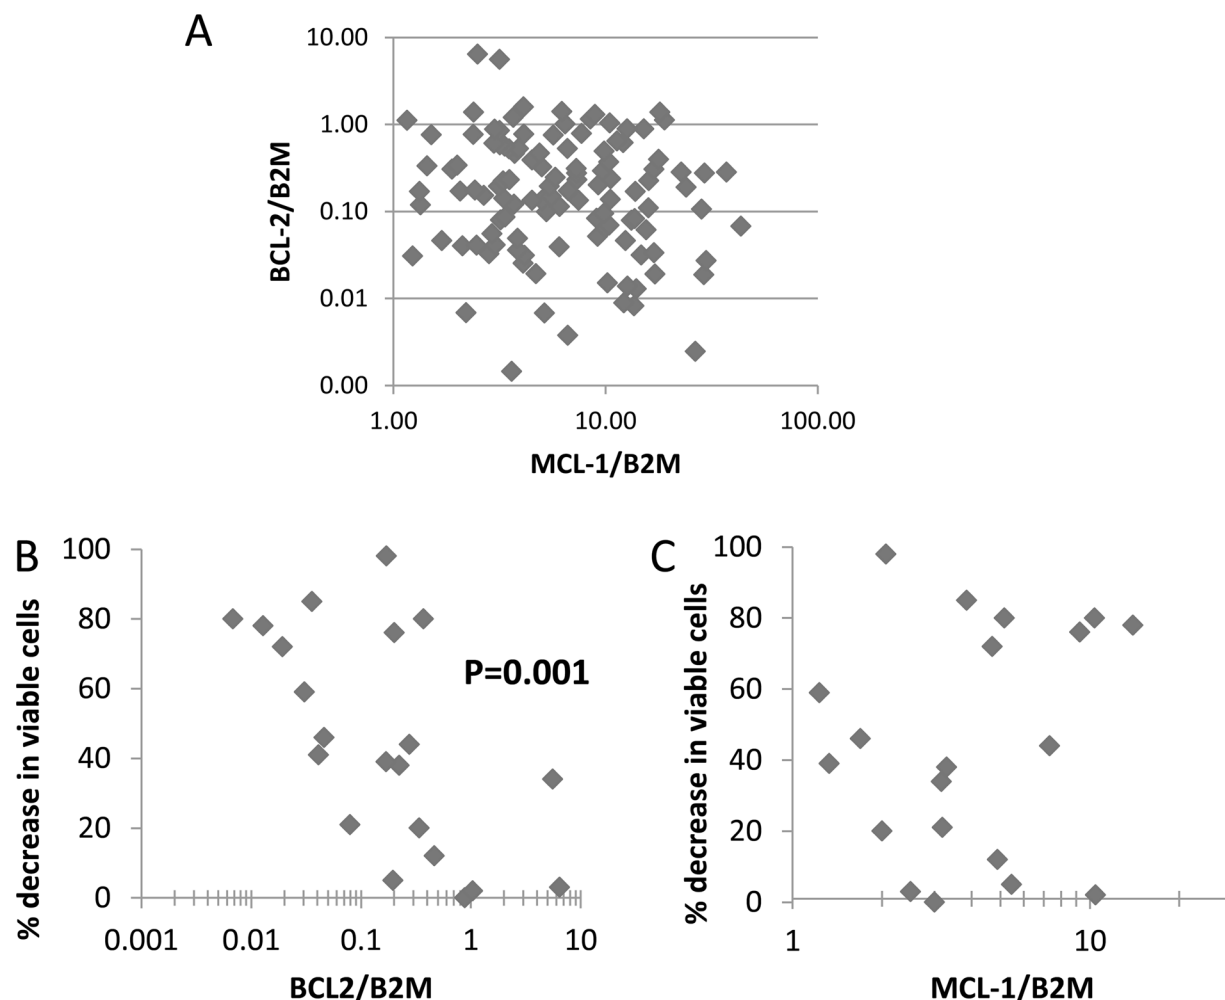 A
10.00
1.00
0.10
0.01
0.00
BCL-2/B2M
1.00 10.00 100.00
MCL-1/B2M
B
100
80
60
40
20
0
% decrease in viable cells
P=0.001
0.001 0.01 0.1 1 10
BCL2/B2M
C
100
80
60
40
20
0
% decrease in viable cells
1 10
MCL-1/B2M